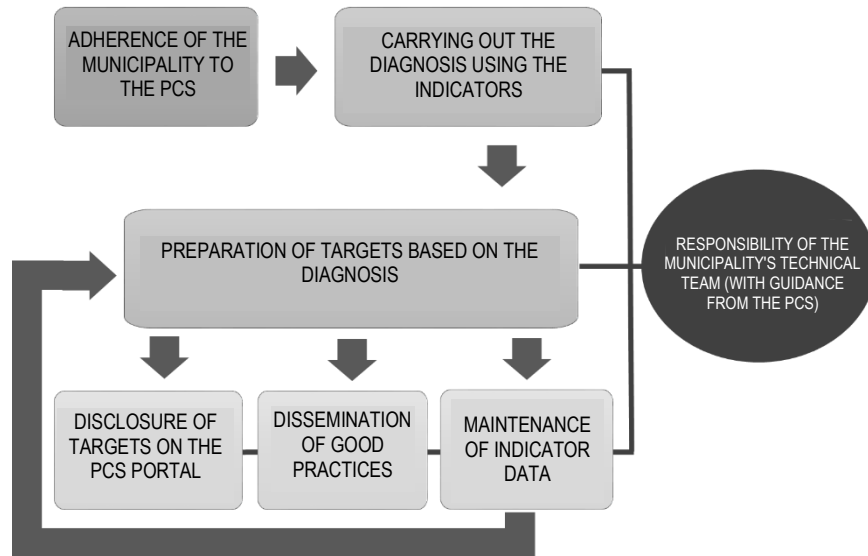 ADHERENCE OF THE
MUNICIPALITY TO
THE PCS
CARRYING OUT THE
DIAGNOSIS USING THE
INDICATORS
PREPARATION OF TARGETS BASED ON THE
DIAGNOSIS
RESPONSIBILITY OF THE
MUNICIPALITY'S TECHNICAL
TEAM (WITH GUIDANCE
FROM THE PCS)
DISCLOSURE OF
TARGETS ON THE
PCS PORTAL
DISSEMINATION
OF GOOD
PRACTICES
MAINTENANCE
OF INDICATOR
DATA